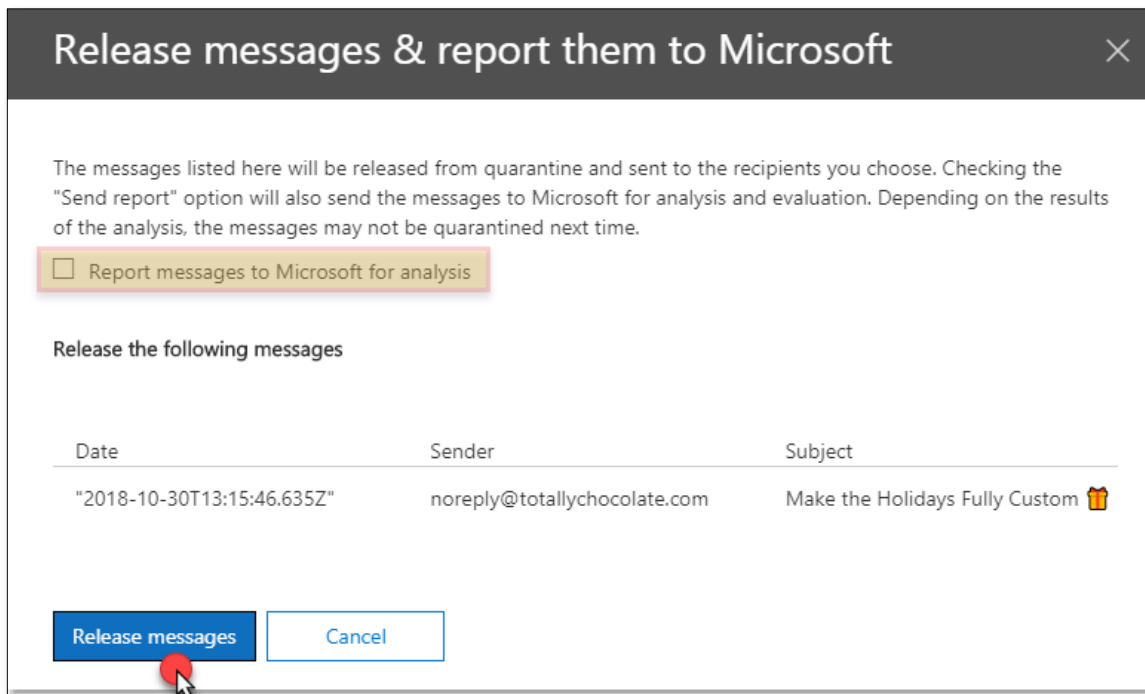 Release messages & report them to Microsoft
The messages listed here will be released from quarantine and sent to the recipients you choose. Checking the
"Send report" option will also send the messages to Microsoft for analysis and evaluation. Depending on the results
of the analysis, the messages may not be quarantined next time.
Report messages to Microsoft for analysis
Release the following messages
Date Sender Subject
"2018-10-30T13:15:46.635Z" noreply@totallychocolate.com Make the Holidays Fully Custom 🎁
Release messages Cancel